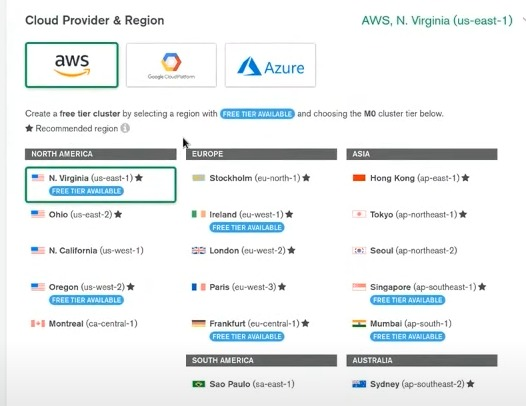 Cloud Provider & Region
AWS, N. Virginia (us-east-1)
aws
Google Cloud Platform
Azure
Create a free tier cluster by selecting a region with FREE TIER AVAILABLE and choosing the M0 cluster tier below.
★ Recommended region
NORTH AMERICA
N. Virginia (us-east-1) ★
FREE TIER AVAILABLE
Ohio (us-east-2) ★
N. California (us-west-1)
Oregon (us-west-2) ★
FREE TIER AVAILABLE
Montreal (ca-central-1)
EUROPE
Stockholm (eu-north-1) ★
Ireland (eu-west-1) ★
FREE TIER AVAILABLE
London (eu-west-2) ★
Paris (eu-west-3) ★
Frankfurt (eu-central-1) ★
FREE TIER AVAILABLE
SOUTH AMERICA
Sao Paulo (sa-east-1)
ASIA
Hong Kong (ap-east-1) ★
Tokyo (ap-northeast-1) ★
Seoul (ap-northeast-2)
Singapore (ap-southeast-1) ★
FREE TIER AVAILABLE
Mumbai (ap-south-1)
FREE TIER AVAILABLE
AUSTRALIA
Sydney (ap-southeast-2) ★